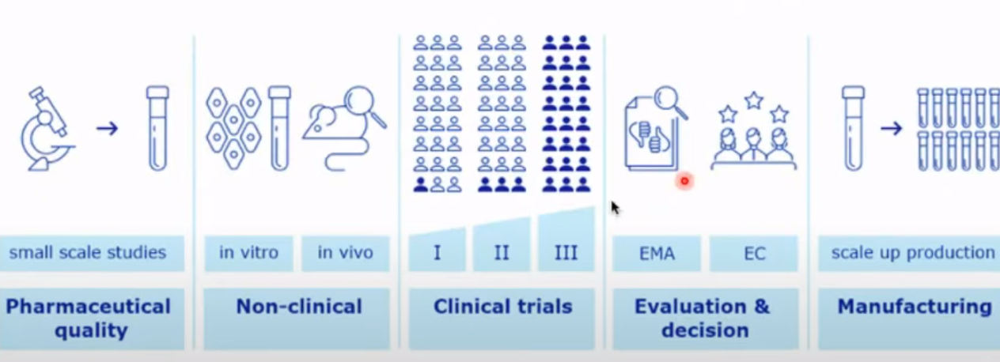 small scale studies
in vitro
in vivo
I
II
III
EMA
EC
scale up production
Pharmaceutical
quality
Non-clinical
Clinical trials
Evaluation &
decision
Manufacturing